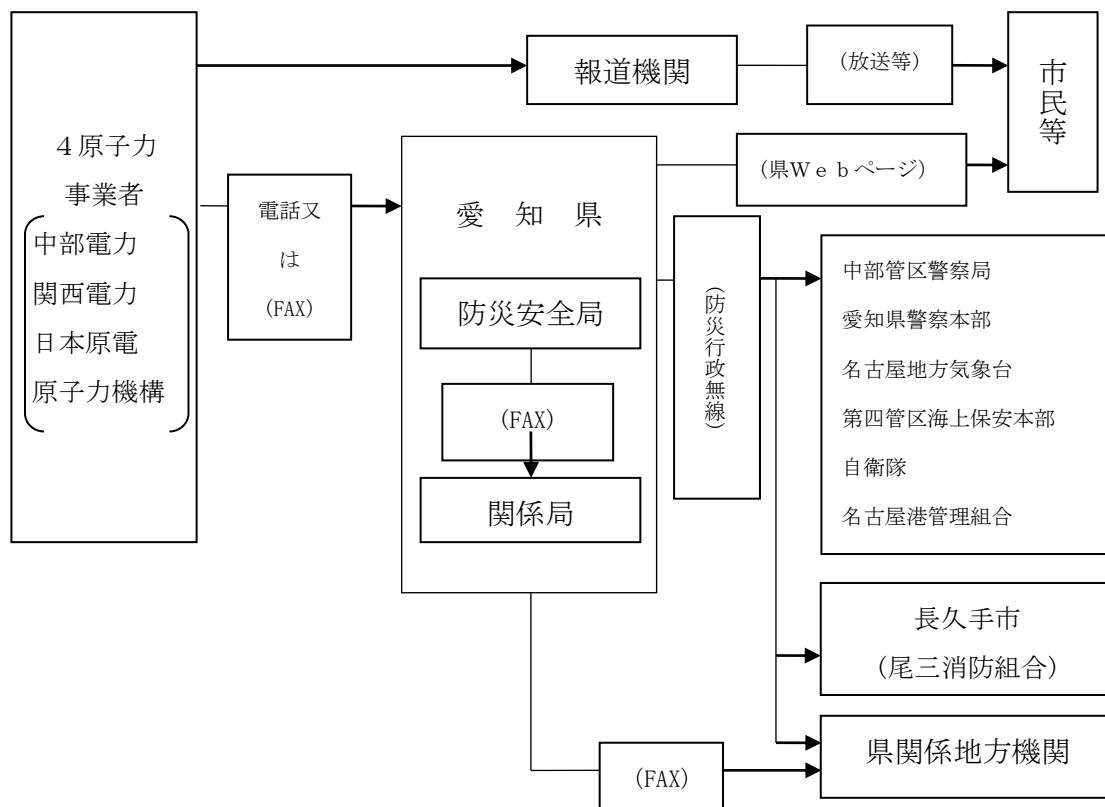 ４原子力
事業者
中部電力
関西電力
日本原電
原子力機構
電話又
は
(FAX)
報道機関
(放送等)
市民等
愛　知　県
(県Ｗｅｂページ)
防災安全局
(FAX)
関係局
(防災行政無線)
中部管区警察局
愛知県警察本部
名古屋地方気象台
第四管区海上保安本部
自衛隊
名古屋港管理組合
長久手市
(尾三消防組合)
県関係地方機関
(FAX)